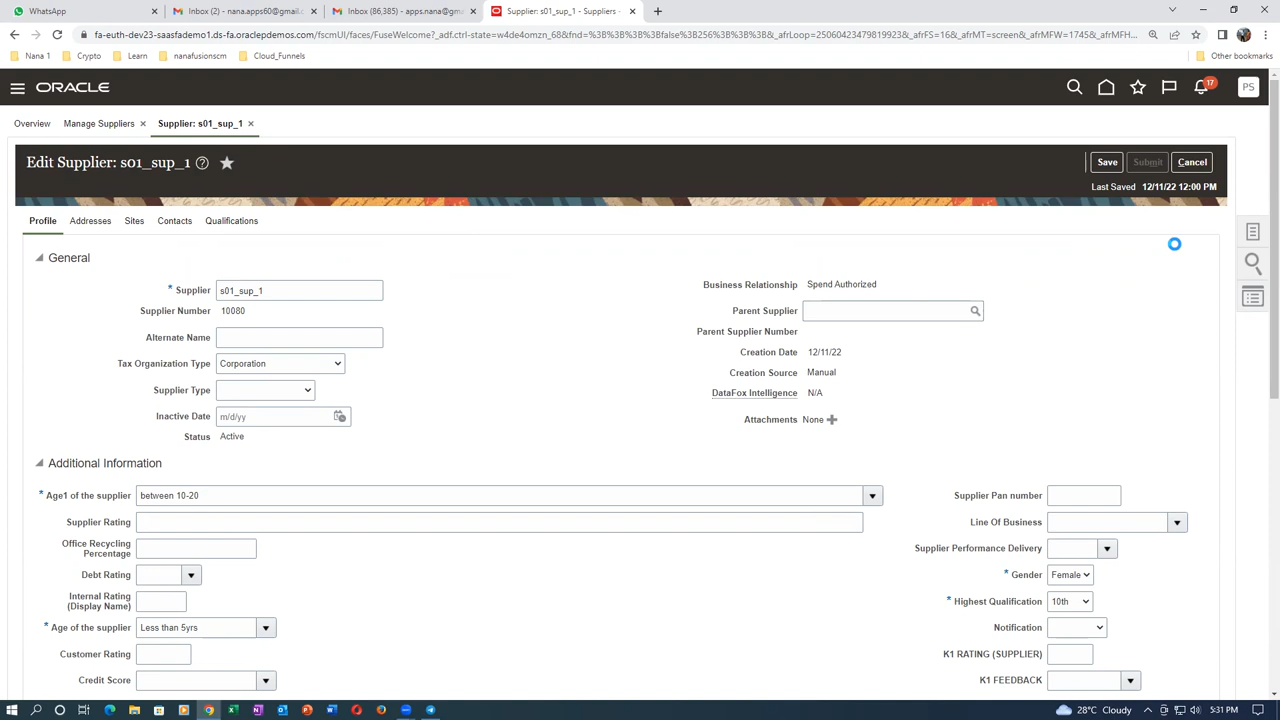 WhatsApp
Inbox (2) - nana.apps60@gmail.c
Inbox (86,385) - apps.nana@gm
Supplier: s01_sup_1 - Suppliers -
fa-euth-dev23-saasfademo1.ds-fa.oraclepdemos.com/fscmUI/faces/FuseWelcome?_adf.ctrl-state=w4de4omzn_68&fnd=%3B%3B%3B%3Bfalse%3B256%3B%3B%3B&_afrLoop=25060423479819923&_afrFS=16&_afrMT=screen&_afrMFW=1745&_afrMFH...
Nana 1
Crypto
Learn
nanafusionscm
Cloud_Funnels
Other bookmarks
ORACLE
17
PS
Overview
Manage Suppliers
Supplier: s01_sup_1
Edit Supplier: s01_sup_1
Save
Submit
Cancel
Last Saved 12/11/22 12:00 PM
Profile
Addresses
Sites
Contacts
Qualifications
General
* Supplier s01_sup_1
Supplier Number 10080
Alternate Name
Tax Organization Type Corporation
Supplier Type
Inactive Date m/d/yy
Status Active
Business Relationship Spend Authorized
Parent Supplier
Parent Supplier Number
Creation Date 12/11/22
Creation Source Manual
DataFox Intelligence N/A
Attachments None
Additional Information
* Age1 of the supplier between 10-20
Supplier Rating
Office Recycling
Percentage
Debt Rating
Internal Rating
(Display Name)
* Age of the supplier Less than 5yrs
Customer Rating
Credit Score
Supplier Pan number
Line Of Business
Supplier Performance Delivery
* Gender Female
* Highest Qualification 10th
Notification
K1 RATING (SUPPLIER)
K1 FEEDBACK
28°C Cloudy
5:31 PM